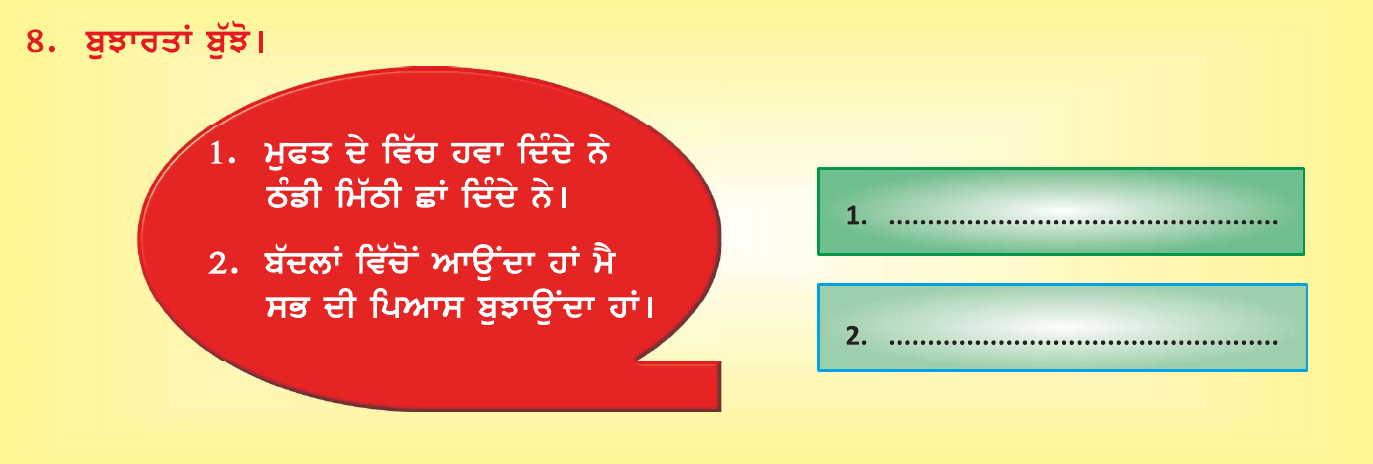 8. ਬੁਝਾਰਤਾਂ ਬੁੱਝੋ।
1. ਮੁਫਤ ਦੇ ਵਿੱਚ ਹਵਾ ਦਿੰਦੇ ਨੇ
ਠੰਡੀ ਮਿੱਠੀ ਛਾਂ ਦਿੰਦੇ ਨੇ।
2. ਬੱਦਲਾਂ ਵਿੱਚੋਂ ਆਉਂਦਾ ਹਾਂ ਮੈ
ਸਭ ਦੀ ਪਿਆਸ ਬੁਝਾਉਂਦਾ ਹਾਂ।
1. ..................................................
2. ..................................................